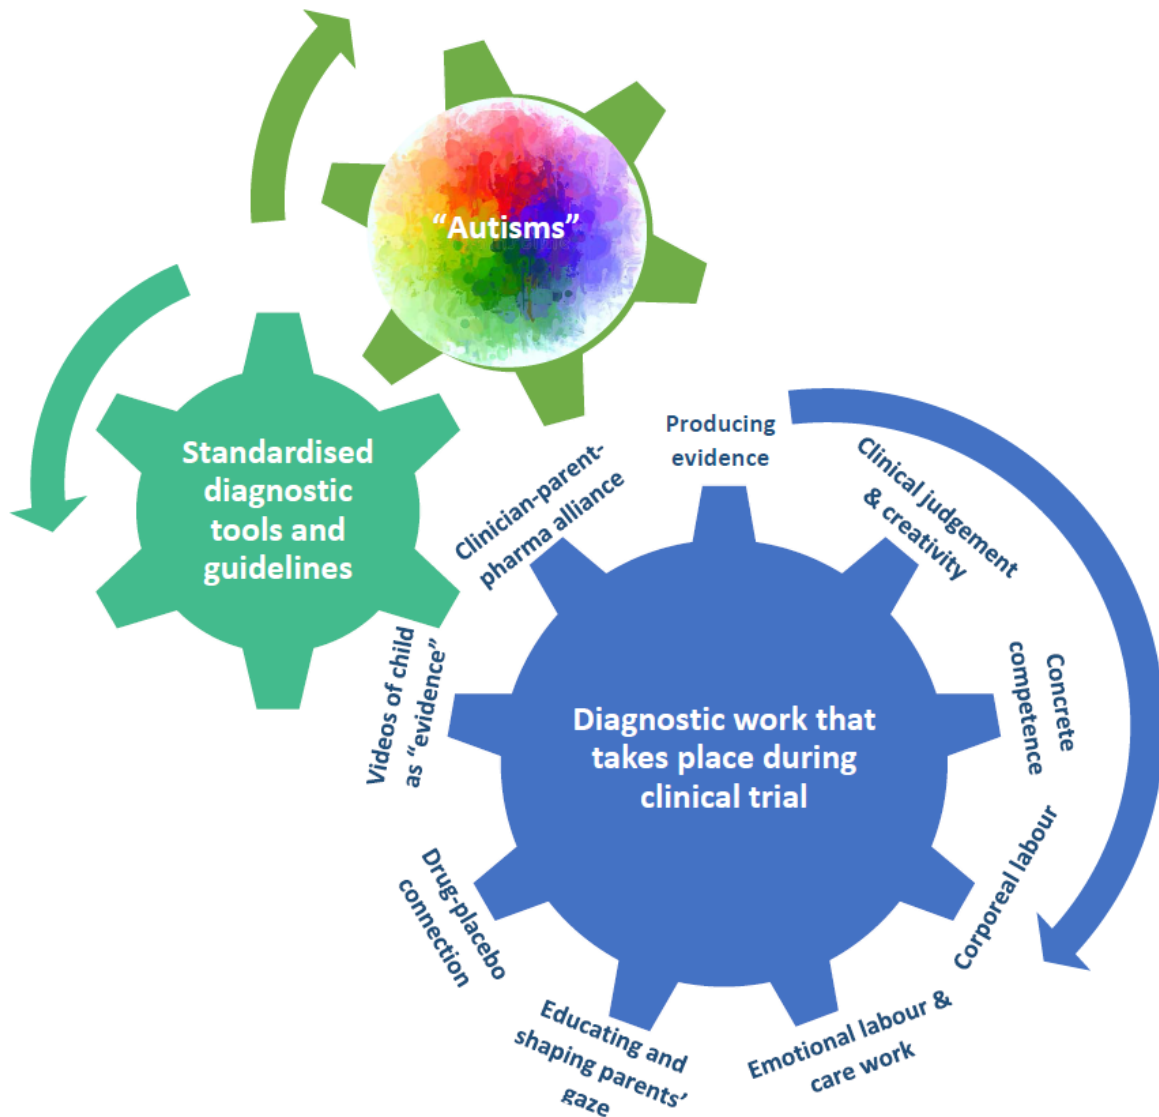 “Autisms”
Standardised
diagnostic
tools and
guidelines
Clinician-parent-
pharma alliance
Producing
evidence
Clinical judgement
& creativity
Concrete
competence
Corporeal labour
Emotional labour &
care work
Educating and
shaping parents’
gaze
Drug-placebo
connection
Videos of child
as “evidence”
Diagnostic work that
takes place during
clinical trial